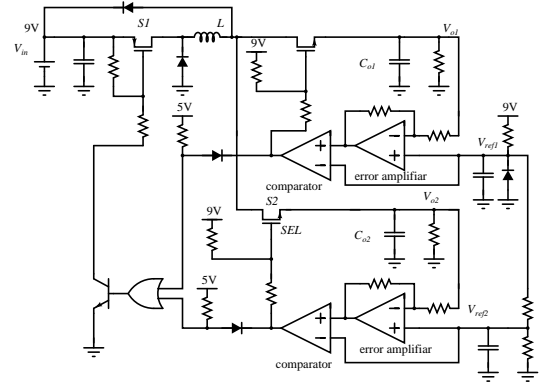 S1
L
9V
V_in
9V
V_o1
C_o1
5V
9V
V_ref1
comparator
error amplifiar
S2
V_o2
9V
SEL
C_o2
5V
V_ref2
comparator
error amplifiar